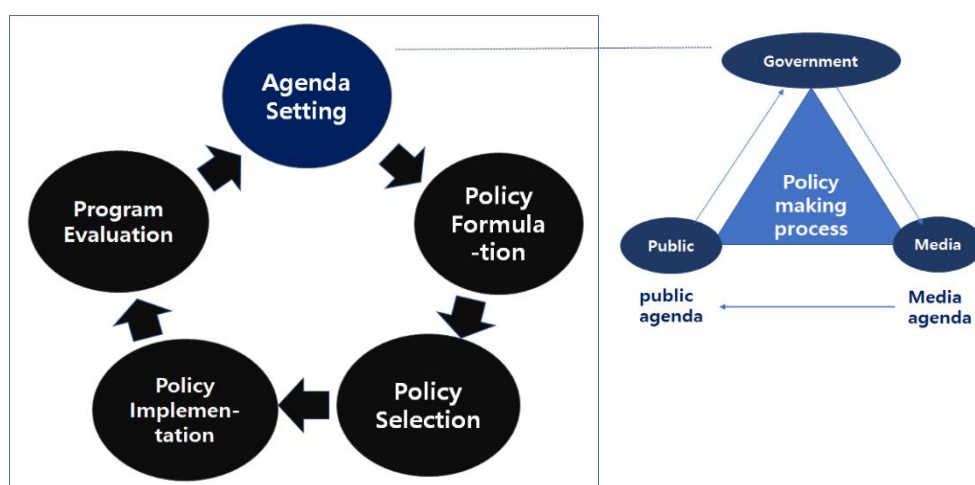 Agenda
Setting
Policy
Formula
-tion
Policy
Selection
Policy
Implemen-
tation
Program
Evaluation
Government
Policy
making
process
Public
Media
public
agenda
Media
agenda